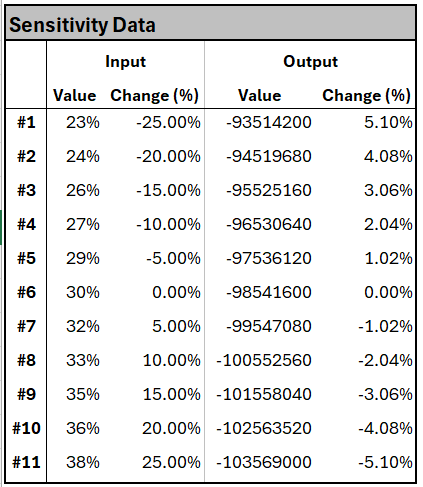 Sensitivity Data
Input Output
Value Change (%) Value Change (%)
#1 23% -25.00% -93514200 5.10%
#2 24% -20.00% -94519680 4.08%
#3 26% -15.00% -95525160 3.06%
#4 27% -10.00% -96530640 2.04%
#5 29% -5.00% -97536120 1.02%
#6 30% 0.00% -98541600 0.00%
#7 32% 5.00% -99547080 -1.02%
#8 33% 10.00% -100552560 -2.04%
#9 35% 15.00% -101558040 -3.06%
#10 36% 20.00% -102563520 -4.08%
#11 38% 25.00% -103569000 -5.10%